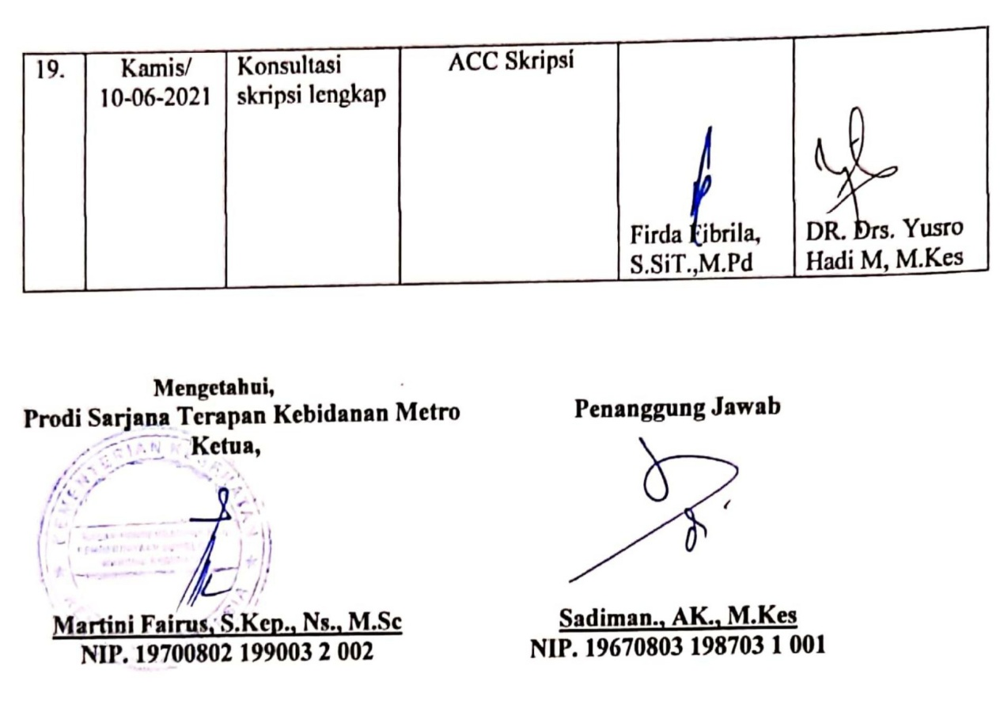 19.
Kamis/
10-06-2021
Konsultasi
skripsi lengkap
ACC Skripsi
Firda Fibrila,
S.SiT.,M.Pd
DR. Drs. Yusro
Hadi M, M.Kes
Mengetahui,
Prodi Sarjana Terapan Kebidanan Metro
Ketua,
KEMENTERIAN KESEHATAN
Martini Fairus, S.Kep., Ns., M.Sc
NIP. 19700802 199003 2 002
Penanggung Jawab
Sadiman., AK., M.Kes
NIP. 19670803 198703 1 001